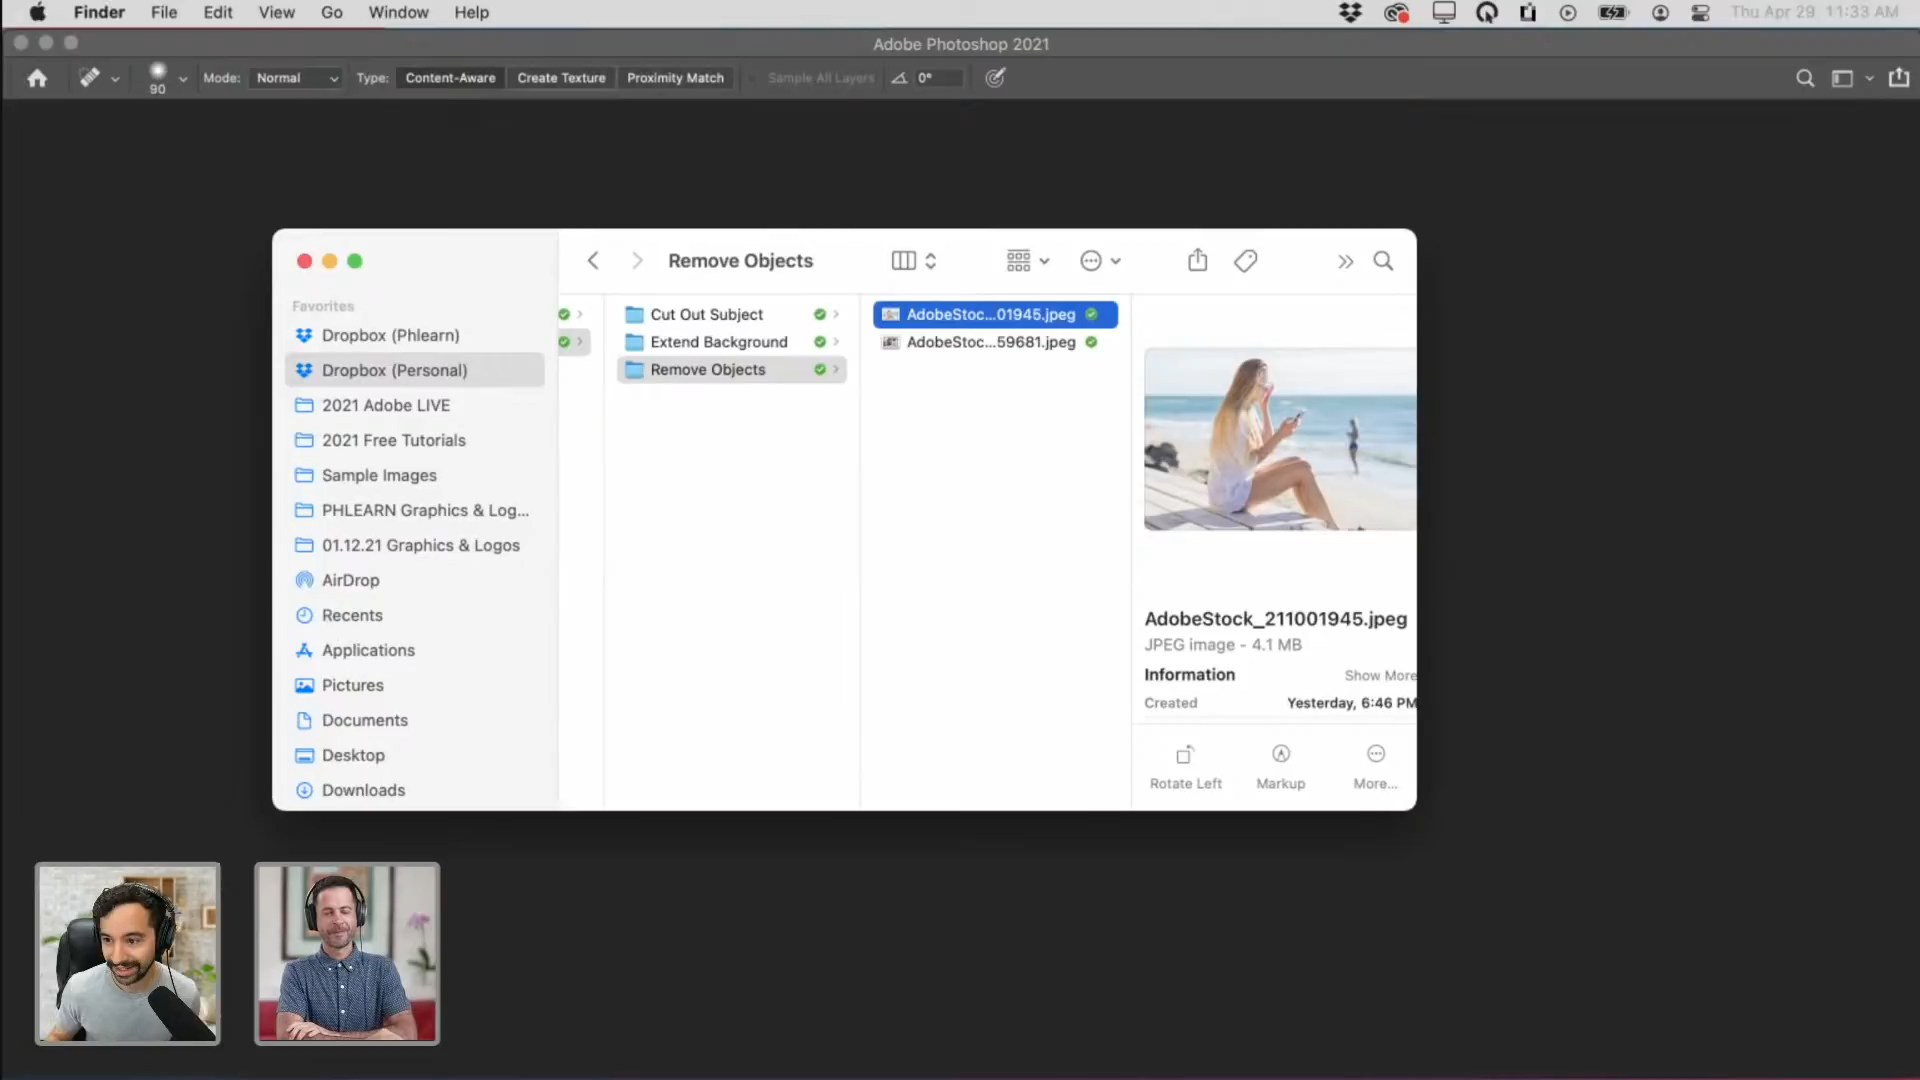 Finder File Edit View Go Window Help Thu Apr 29 11:33 AM
Adobe Photoshop 2021
90 Mode: Normal Type: Content-Aware Create Texture Proximity Match Sample All Layers 0°
Remove Objects
Favorites
Dropbox (Phlearn)
Dropbox (Personal)
2021 Adobe LIVE
2021 Free Tutorials
Sample Images
PHLEARN Graphics & Log...
01.12.21 Graphics & Logos
AirDrop
Recents
Applications
Pictures
Documents
Desktop
Downloads
Cut Out Subject
Extend Background
Remove Objects
AdobeStoc...01945.jpeg
AdobeStoc...59681.jpeg
AdobeStock_211001945.jpeg
JPEG image - 4.1 MB
Information Show More
Created Yesterday, 6:46 PM
Rotate Left Markup More...